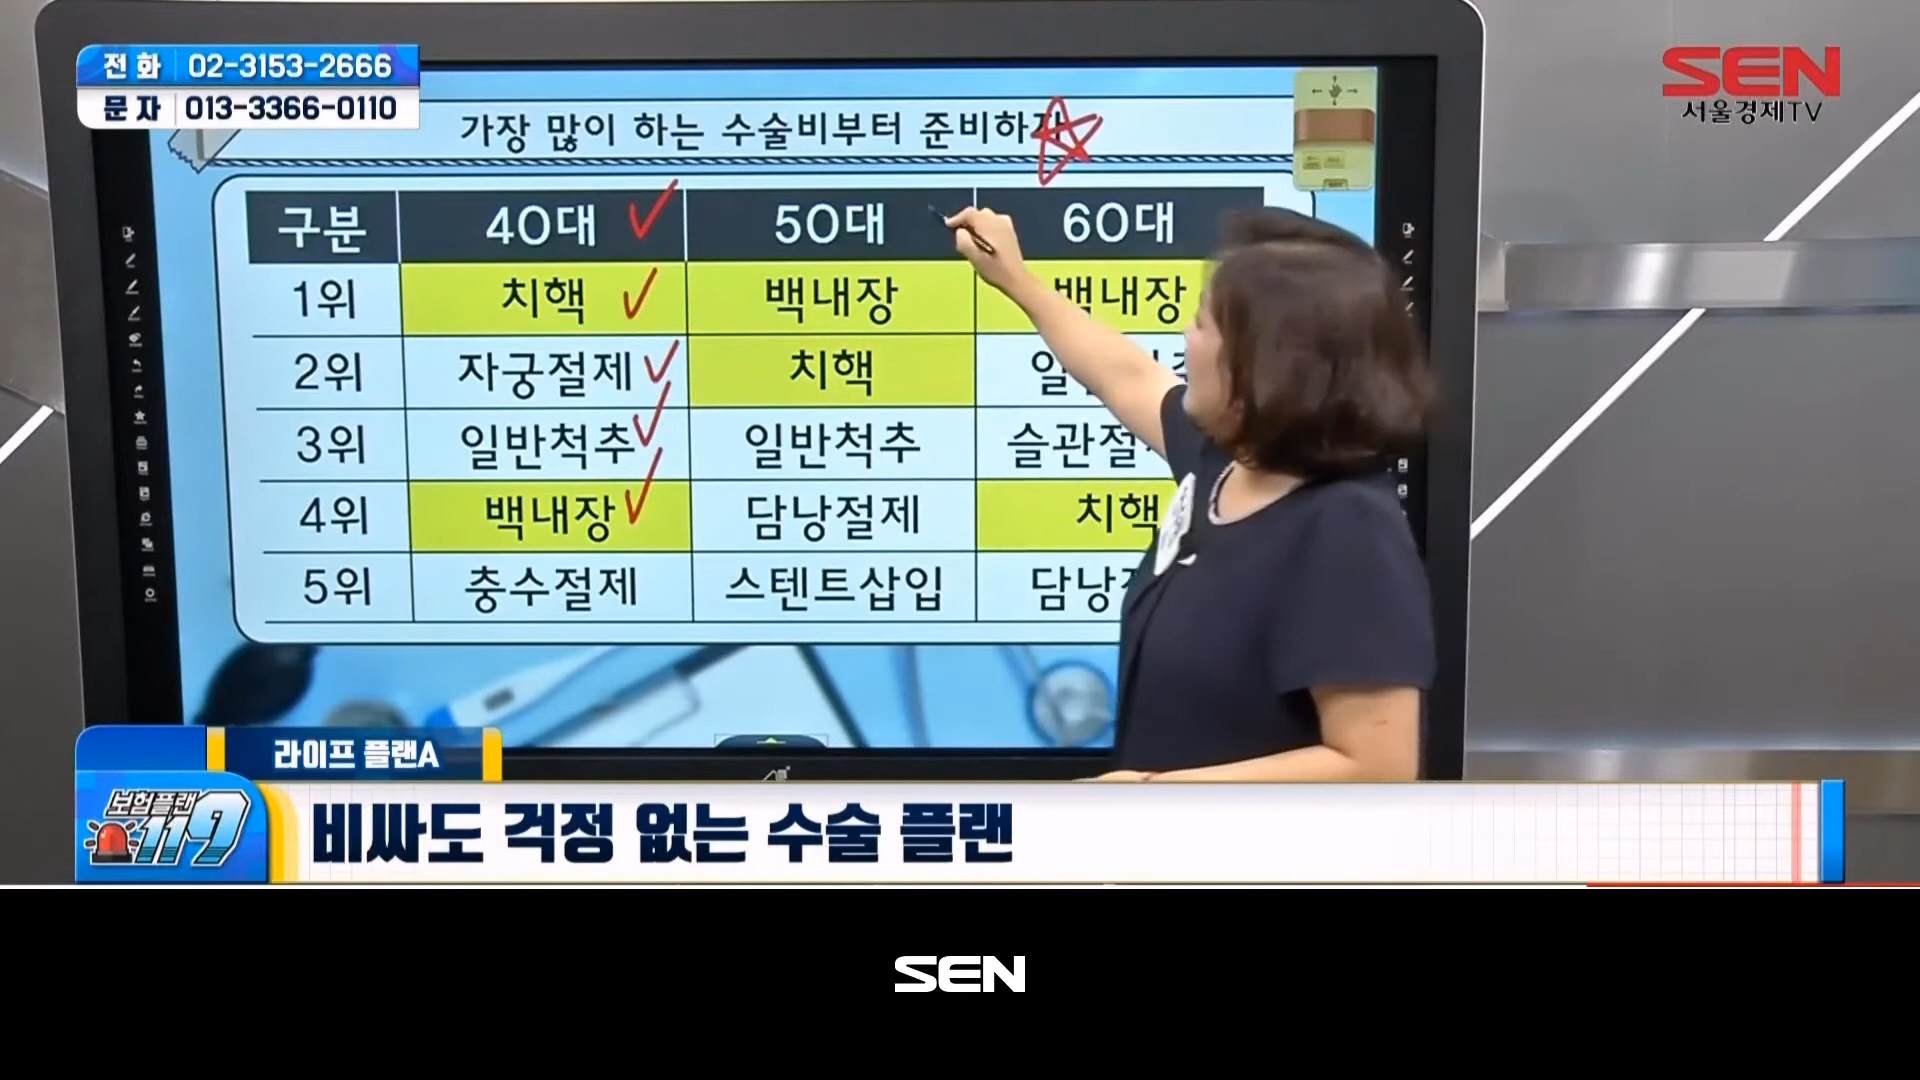 전화 02-3153-2666
문자 013-3366-0110
SEN
서울경제TV
가장 많이 하는 수술비부터 준비하자
구분 40대 50대 60대
1위 치핵 백내장 백내장
2위 자궁절제 치핵
3위 일반척추 일반척추
4위 백내장 담낭절제 치핵
5위 충수절제 스텐트삽입
라이프 플랜A
보험플랜
119
비싸도 걱정 없는 수술 플랜
SEN